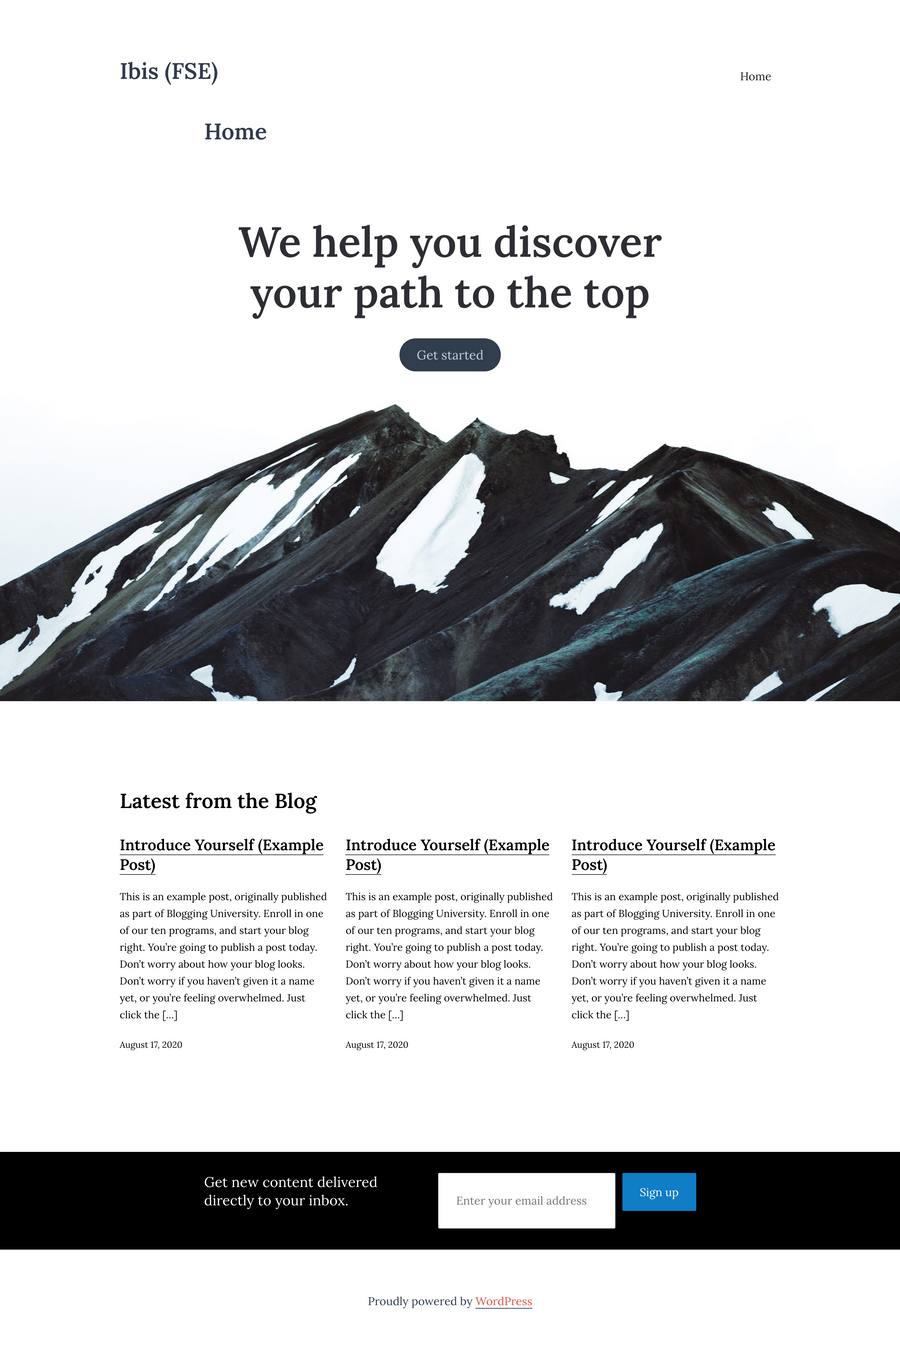 Ibis (FSE)
Home
Home
We help you discover
your path to the top
Get started
Latest from the Blog
Introduce Yourself (Example
Post)
This is an example post, originally published
as part of Blogging University. Enroll in one
of our ten programs, and start your blog
right. You’re going to publish a post today.
Don’t worry about how your blog looks.
Don’t worry if you haven’t given it a name
yet, or you’re feeling overwhelmed. Just
click the […]
August 17, 2020
Introduce Yourself (Example
Post)
This is an example post, originally published
as part of Blogging University. Enroll in one
of our ten programs, and start your blog
right. You’re going to publish a post today.
Don’t worry about how your blog looks.
Don’t worry if you haven’t given it a name
yet, or you’re feeling overwhelmed. Just
click the […]
August 17, 2020
Introduce Yourself (Example
Post)
This is an example post, originally published
as part of Blogging University. Enroll in one
of our ten programs, and start your blog
right. You’re going to publish a post today.
Don’t worry about how your blog looks.
Don’t worry if you haven’t given it a name
yet, or you’re feeling overwhelmed. Just
click the […]
August 17, 2020
Get new content delivered
directly to your inbox.
Enter your email address
Sign up
Proudly powered by WordPress